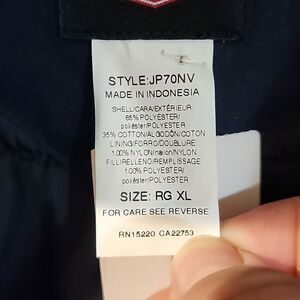 STYLE:JP70NV
MADE IN INDONESIA
SHELL/CARA/EXTÉRIEUR:
65% POLYESTER/
poliéster/POLYESTER
35% COTTON/ALGODÓN/COTON
LINING/FORRO/DOUBLURE
100% NYLON/nailon/NYLON
FILL/RELLENO/REMPLISSAGE
100% POLYESTER/
poliéster/POLYESTER
SIZE: RG XL
FOR CARE SEE REVERSE
RN15220 CA22753